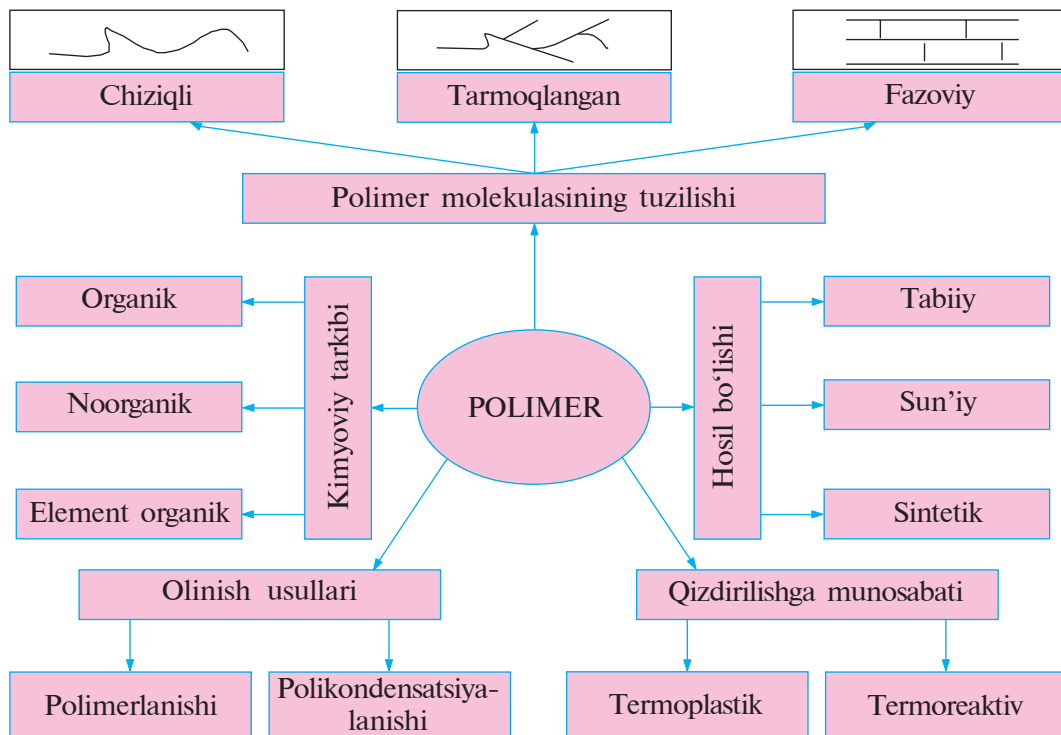 Chiziqli
Tarmoqlangan
Fazoviy
Polimer molekulasining tuzilishi
Organik
Noorganik
Element organik
Kimyoviy tarkibi
POLIMER
Hosil bo‘lishi
Tabiiy
Sun’iy
Sintetik
Olinish usullari
Qizdirilishga munosabati
Polimerlanishi
Polikondensatsiya-
lanishi
Termoplastik
Termoreaktiv